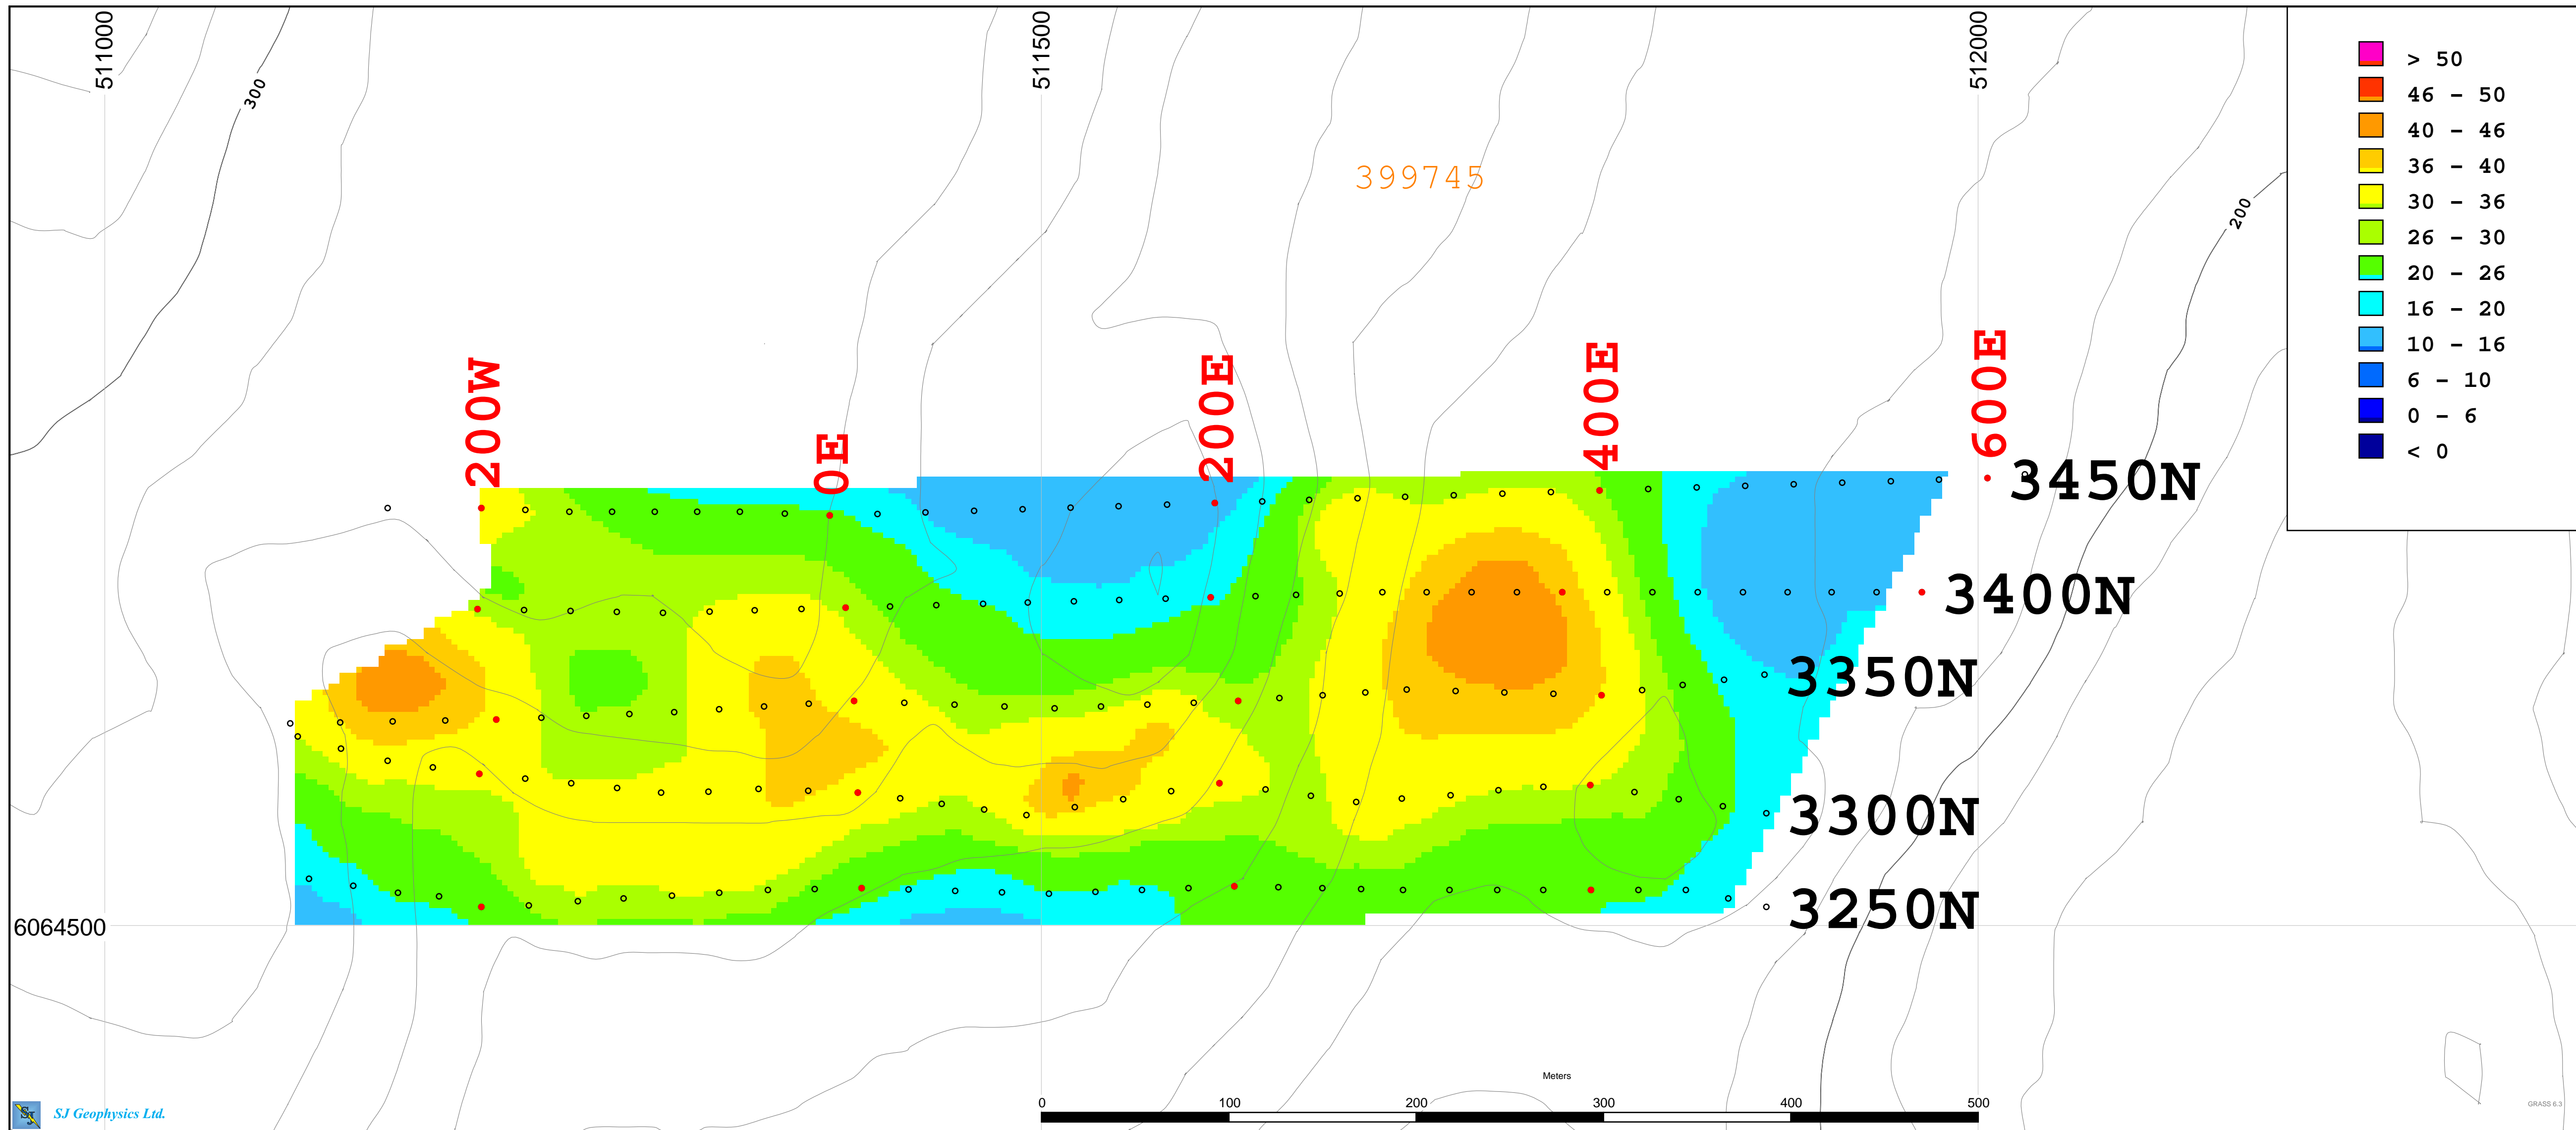 511000
511500
512000
300
200
399745
> 50
46 – 50
40 – 46
36 – 40
30 – 36
26 – 30
20 – 26
16 – 20
10 – 16
6 – 10
0 – 6
< 0
200W
0E
200E
400E
600E
3450N
3400N
3350N
3300N
3250N
6064500
Meters
0 100 200 300 400 500
SJ
SJ Geophysics Ltd.
GRASS 6.3